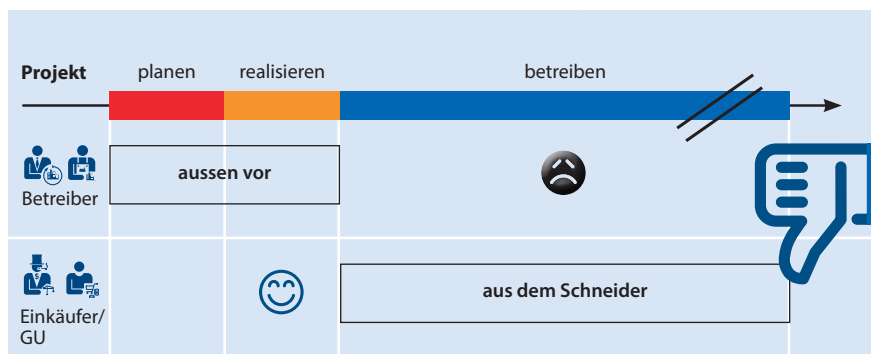 Projekt planen realisieren betreiben
Betreiber
aussen vor
Einkäufer/
GU
aus dem Schneider